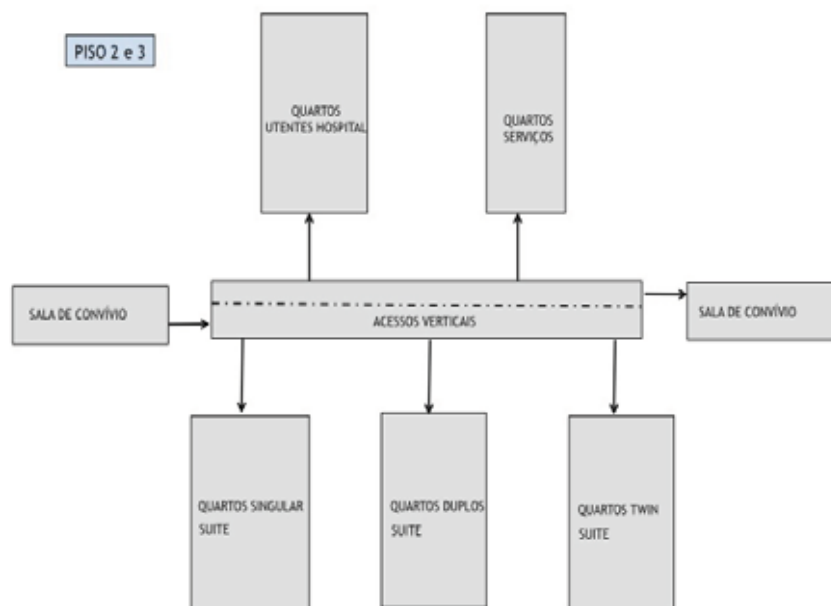 PISO 2 e 3
QUARTOS
UTENTES HOSPITAL
QUARTOS
SERVIÇOS
SALA DE CONVÍVIO
ACESSOS VERTICAIS
SALA DE CONVÍVIO
QUARTOS SINGULAR
SUITE
QUARTOS DUPLOS
SUITE
QUARTOS TWIN
SUITE